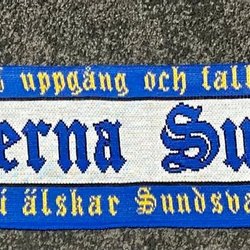 uppgång och fall
erna Su
i älskar Sundsva